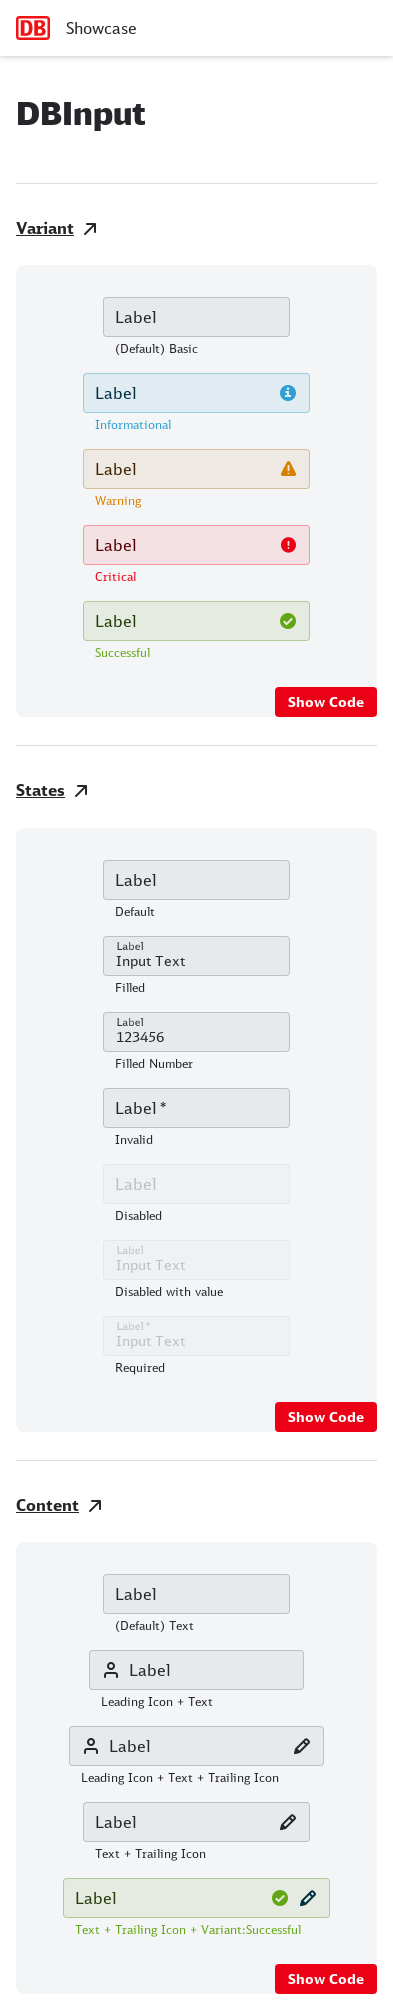 DB Showcase
DBInput
Variant
Label
(Default) Basic
Label
Informational
Label
Warning
Label
Critical
Label
Successful
Show Code
States
Label
Default
Label
Input Text
Filled
Label
123456
Filled Number
Label *
Invalid
Label
Disabled
Label
Input Text
Disabled with value
Label *
Input Text
Required
Show Code
Content
Label
(Default) Text
Label
Leading Icon + Text
Label
Leading Icon + Text + Trailing Icon
Label
Text + Trailing Icon
Label
Text + Trailing Icon + Variant:Successful
Show Code